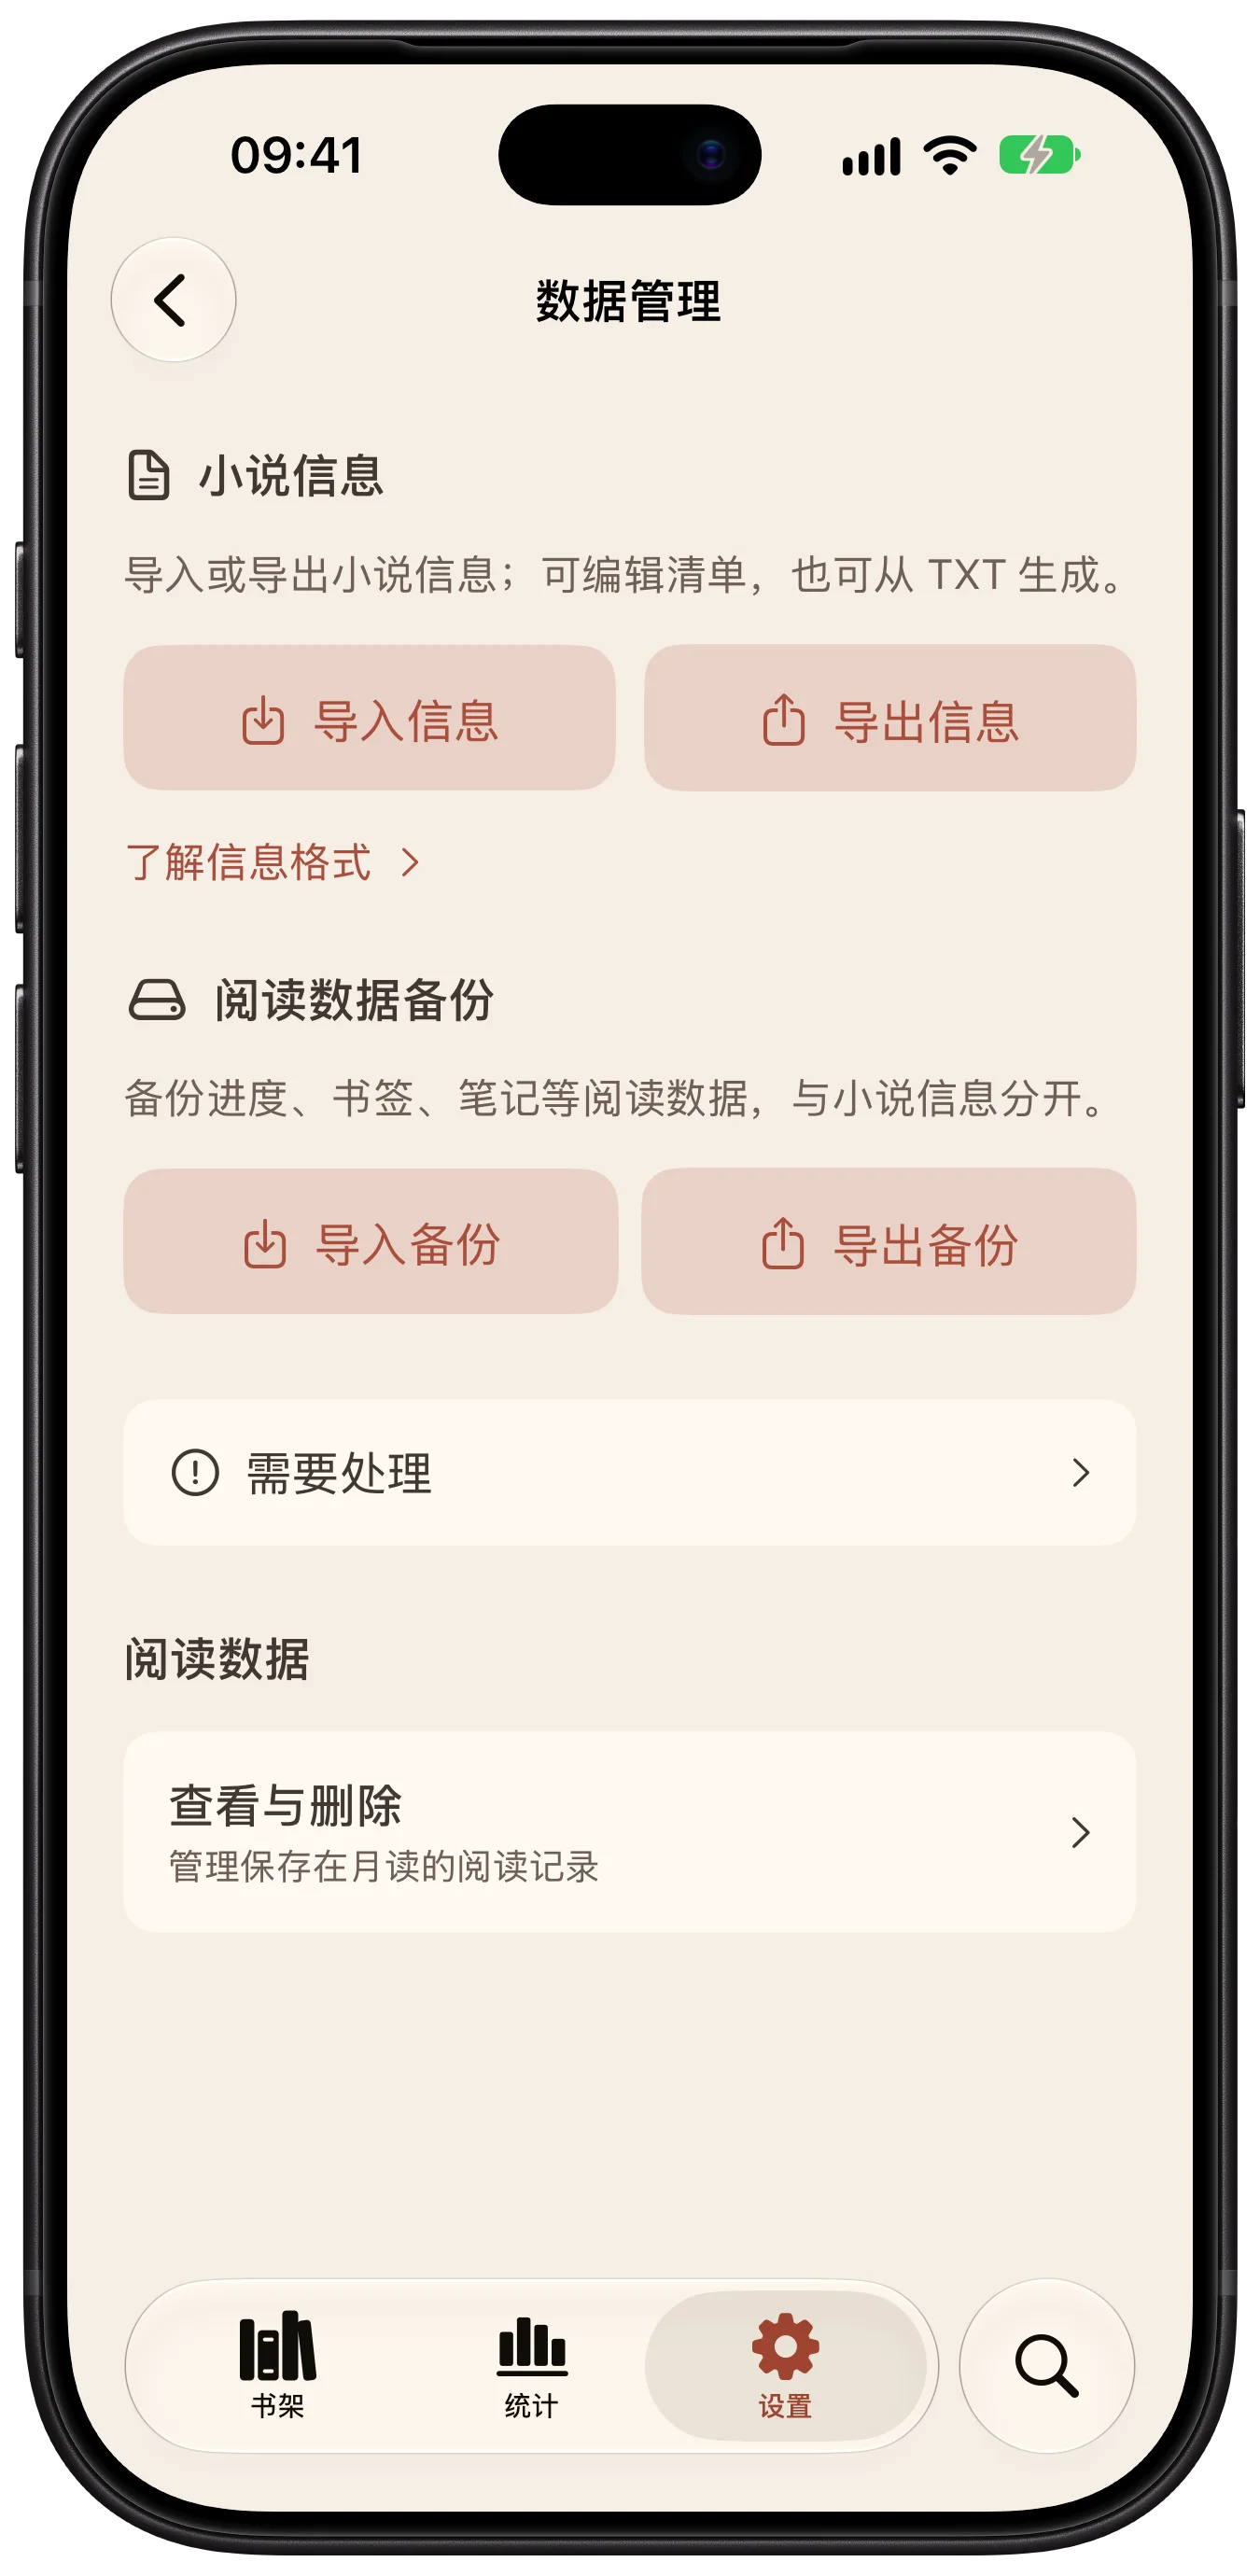 09:41
数据管理
小说信息
导入或导出小说信息；可编辑清单，也可从 TXT 生成。
导入信息
导出信息
了解信息格式
阅读数据备份
备份进度、书签、笔记等阅读数据，与小说信息分开。
导入备份
导出备份
需要处理
阅读数据
查看与删除
管理保存在月读的阅读记录
书架
统计
设置